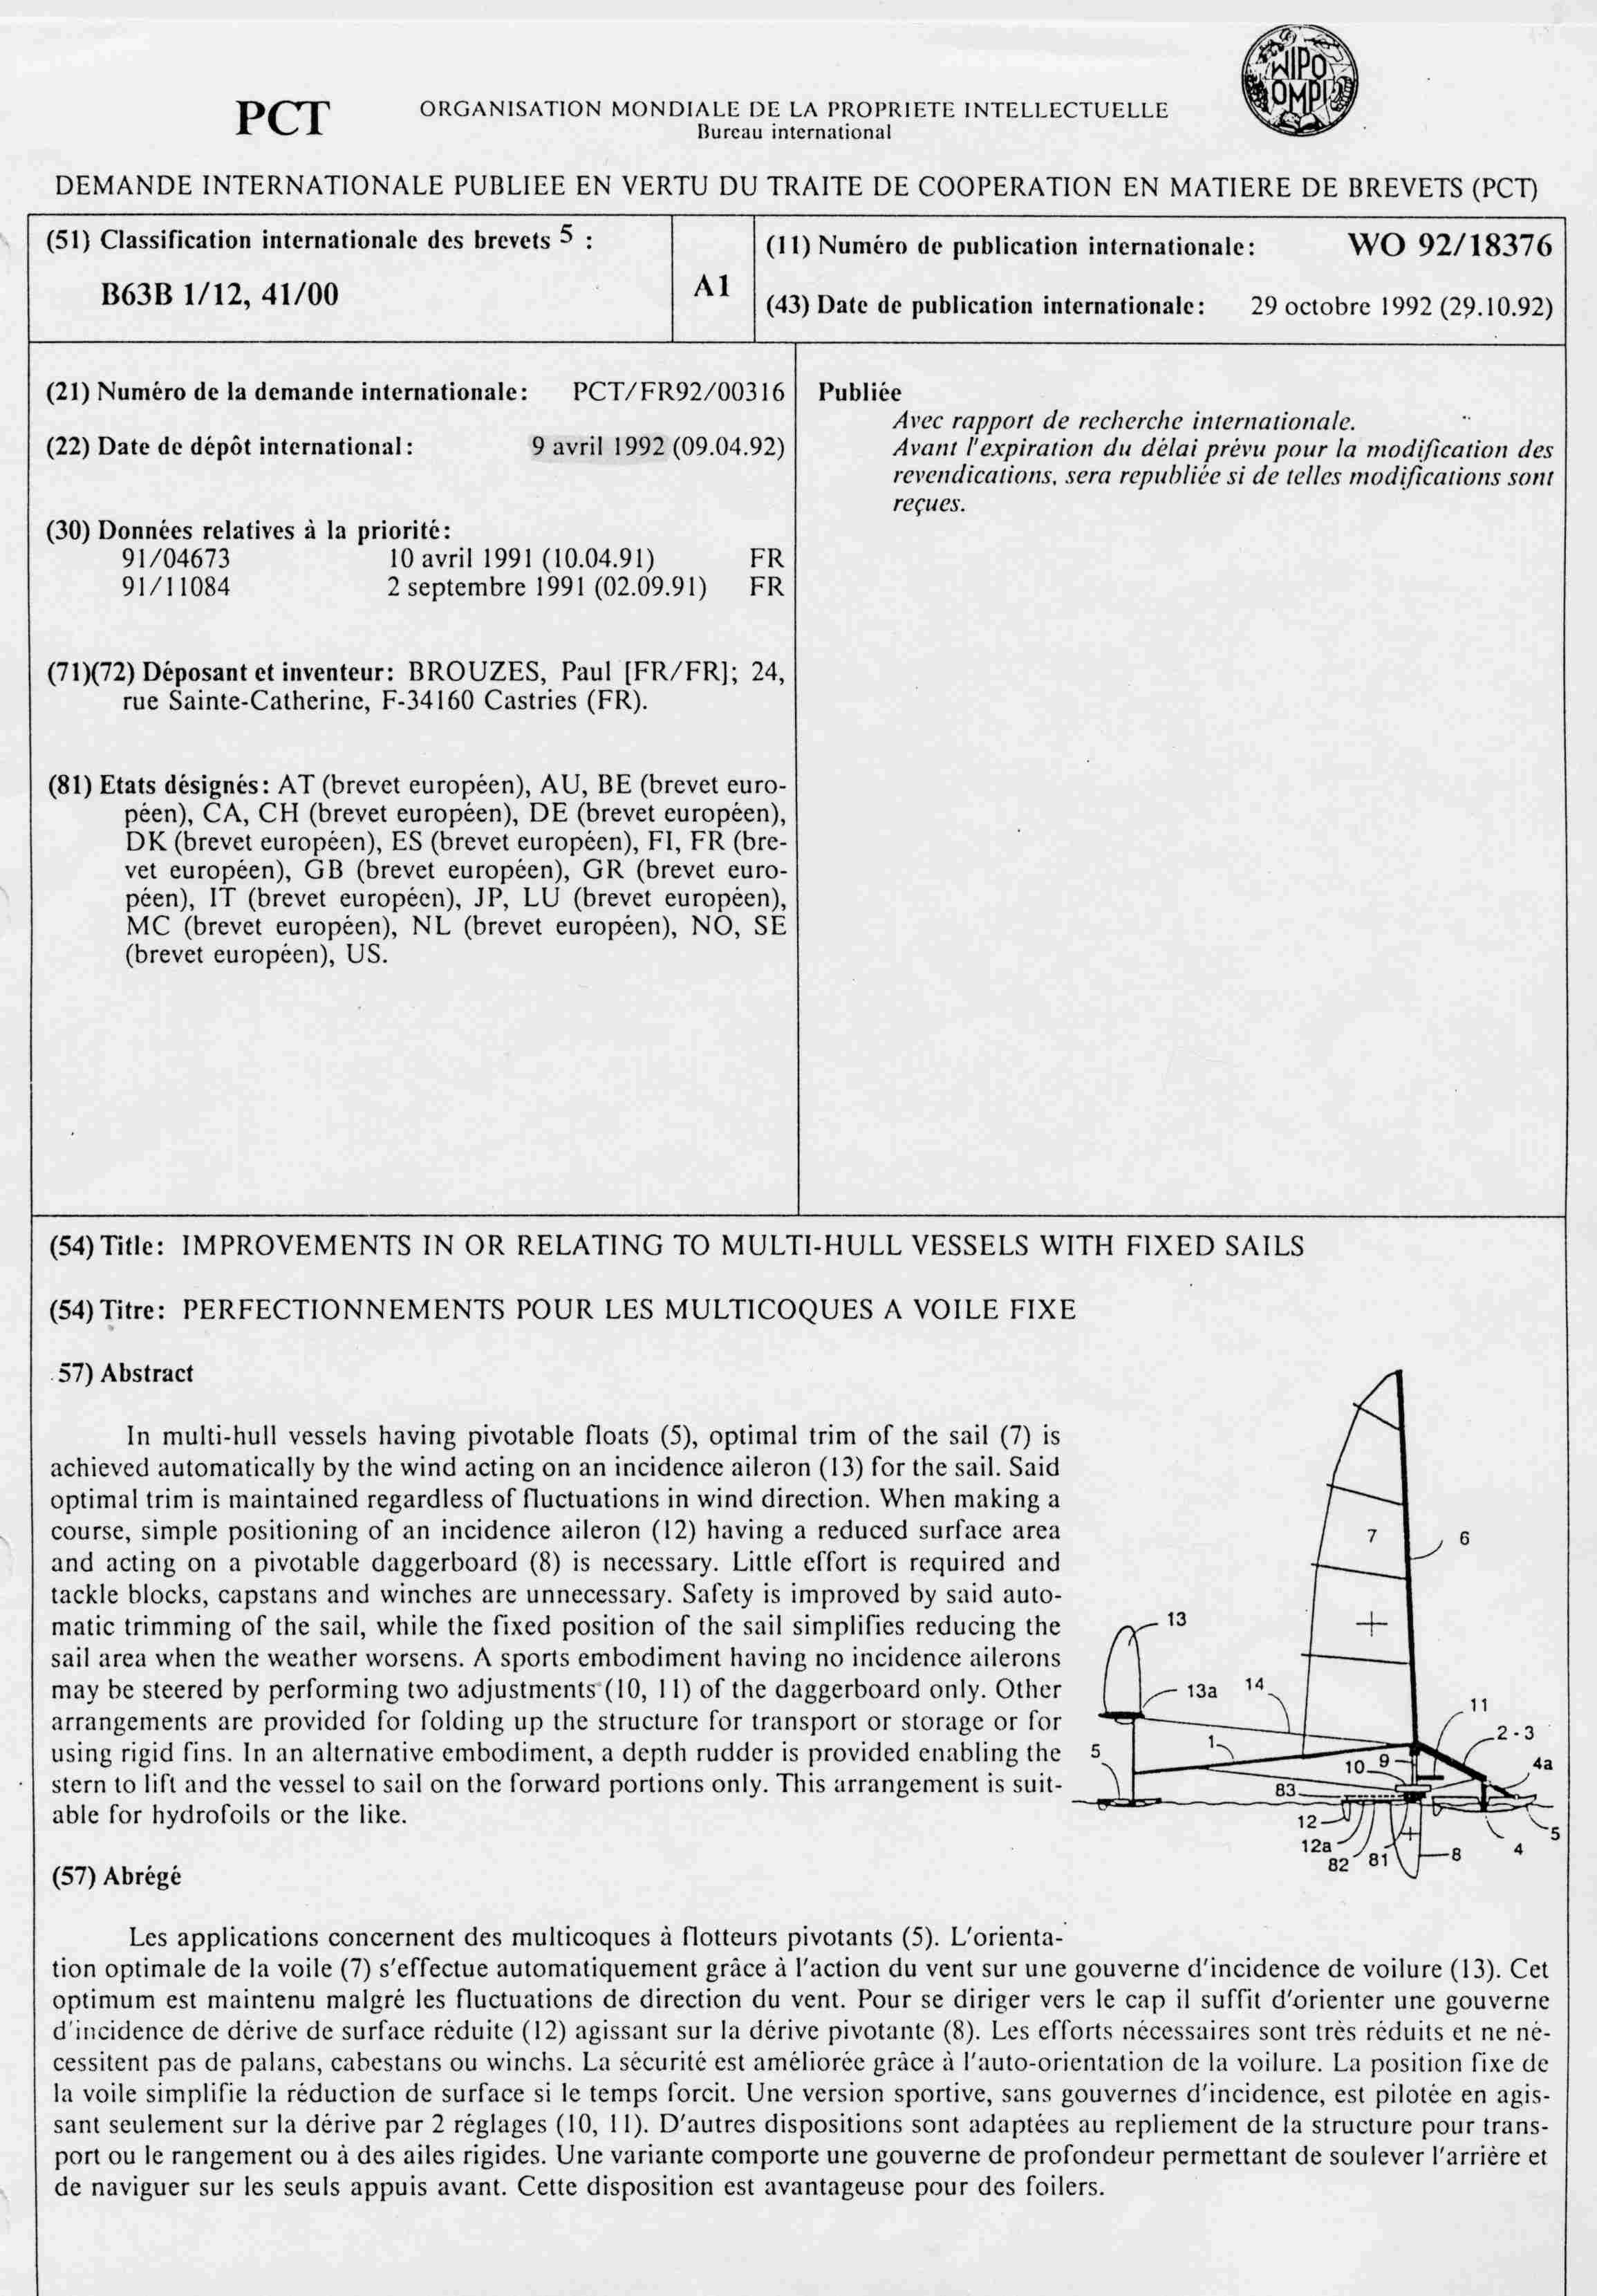 WIPO
OMPI
PCT
ORGANISATION MONDIALE DE LA PROPRIETE INTELLECTUELLE
Bureau international
DEMANDE INTERNATIONALE PUBLIEE EN VERTU DU TRAITE DE COOPERATION EN MATIERE DE BREVETS (PCT)
(51) Classification internationale des brevets 5 :
B63B 1/12, 41/00
A1
(11) Numéro de publication internationale: WO 92/18376
(43) Date de publication internationale: 29 octobre 1992 (29.10.92)
(21) Numéro de la demande internationale: PCT/FR92/00316
(22) Date de dépôt international: 9 avril 1992 (09.04.92)
(30) Données relatives à la priorité:
91/04673 10 avril 1991 (10.04.91) FR
91/11084 2 septembre 1991 (02.09.91) FR
(71)(72) Déposant et inventeur: BROUZES, Paul [FR/FR]; 24,
rue Sainte-Catherine, F-34160 Castries (FR).
(81) Etats désignés: AT (brevet européen), AU, BE (brevet euro-
péen), CA, CH (brevet européen), DE (brevet européen),
DK (brevet européen), ES (brevet européen), FI, FR (bre-
vet européen), GB (brevet européen), GR (brevet euro-
péen), IT (brevet européen), JP, LU (brevet européen),
MC (brevet européen), NL (brevet européen), NO, SE
(brevet européen), US.
Publiée
Avec rapport de recherche internationale.
Avant l'expiration du délai prévu pour la modification des
revendications, sera republiée si de telles modifications sont
reçues.
(54) Title: IMPROVEMENTS IN OR RELATING TO MULTI-HULL VESSELS WITH FIXED SAILS
(54) Titre: PERFECTIONNEMENTS POUR LES MULTICOQUES A VOILE FIXE
57) Abstract
In multi-hull vessels having pivotable floats (5), optimal trim of the sail (7) is
achieved automatically by the wind acting on an incidence aileron (13) for the sail. Said
optimal trim is maintained regardless of fluctuations in wind direction. When making a
course, simple positioning of an incidence aileron (12) having a reduced surface area
and acting on a pivotable daggerboard (8) is necessary. Little effort is required and
tackle blocks, capstans and winches are unnecessary. Safety is improved by said auto-
matic trimming of the sail, while the fixed position of the sail simplifies reducing the
sail area when the weather worsens. A sports embodiment having no incidence ailerons
may be steered by performing two adjustments (10, 11) of the daggerboard only. Other
arrangements are provided for folding up the structure for transport or storage or for
using rigid fins. In an alternative embodiment, a depth rudder is provided enabling the
stern to lift and the vessel to sail on the forward portions only. This arrangement is suit-
able for hydrofoils or the like.
7
6
13
13a
14
11
2-3
1
5
10
9
4a
83
12
12a
82
81
8
4
5
(57) Abrégé
Les applications concernent des multicoques à flotteurs pivotants (5). L'orienta-
tion optimale de la voile (7) s'effectue automatiquement grâce à l'action du vent sur une gouverne d'incidence de voilure (13). Cet
optimum est maintenu malgré les fluctuations de direction du vent. Pour se diriger vers le cap il suffit d'orienter une gouverne
d'incidence de dérive de surface réduite (12) agissant sur la dérive pivotante (8). Les efforts nécessaires sont très réduits et ne né-
cessitent pas de palans, cabestans ou winchs. La sécurité est améliorée grâce à l'auto-orientation de la voilure. La position fixe de
la voile simplifie la réduction de surface si le temps forcit. Une version sportive, sans gouvernes d'incidence, est pilotée en agis-
sant seulement sur la dérive par 2 réglages (10, 11). D'autres dispositions sont adaptées au repliement de la structure pour trans-
port ou le rangement ou à des ailes rigides. Une variante comporte une gouverne de profondeur permettant de soulever l'arrière et
de naviguer sur les seuls appuis avant. Cette disposition est avantageuse pour des foilers.